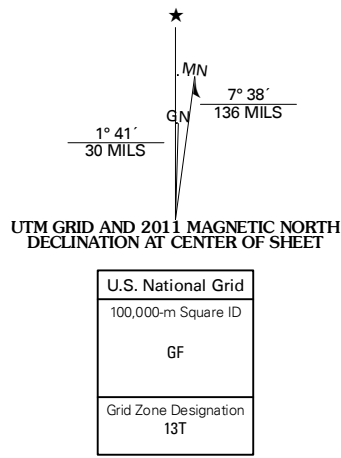 MN
GN
7° 38´
136 MILS
1° 41´
30 MILS
UTM GRID AND 2011 MAGNETIC NORTH
DECLINATION AT CENTER OF SHEET
U.S. National Grid
100,000-m Square ID
GF
Grid Zone Designation
13T